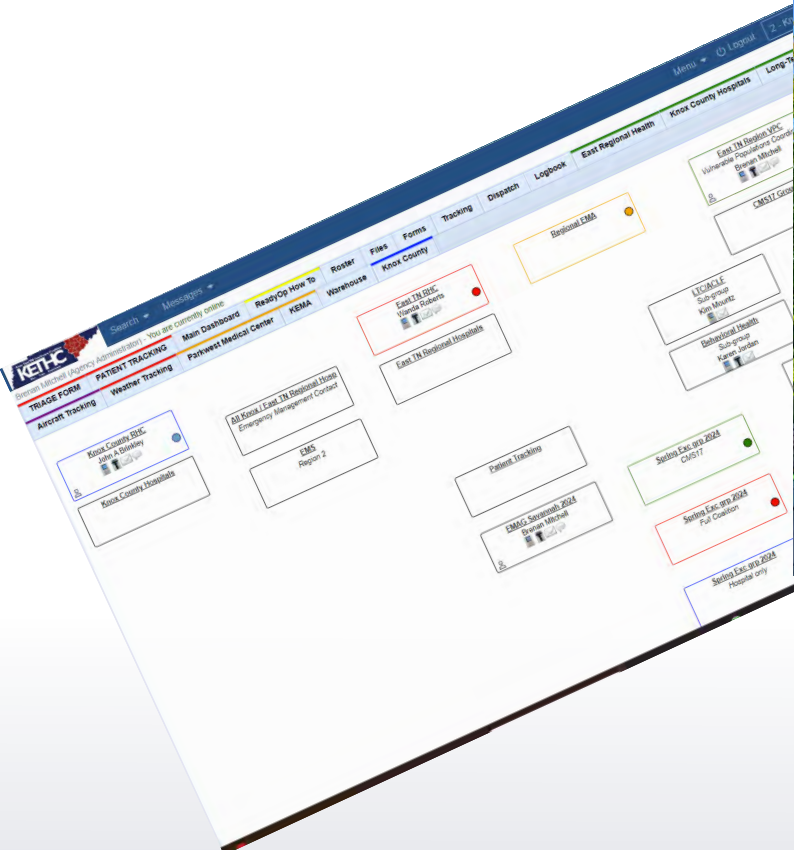 Menu
Logout
Search
Messages
KETHC
Brenan Mitchell (Agency Administrator) - You are currently online
TRIAGE FORM
PATIENT TRACKING
Main Dashboard
ReadyOp How To
Roster
Files
Forms
Tracking
Dispatch
Logbook
East Regional Health
Knox County Hospitals
Aircraft Tracking
Weather Tracking
Parkwest Medical Center
KEMA
Warehouse
Knox County
Knox County RHC
John A Brinkley
Knox County Hospitals
All Knox / East TN Regional Hosp
Emergency Management Contact
EMS
Region 2
East TN RHC
Wanda Roberts
East TN Regional Hospitals
Regional EMA
East TN Region VPC
Vulnerable Populations
Brenan Mitchell
CMS17
LTC/ACLF
Sub-group
Kim Mountz
Behavioral Health
Sub-group
Karen Jordan
Patient Tracking
EMAG Savannah 2024
Brenan Mitchell
Spring Exc grp 2024
CMS17
Spring Exc grp 2024
Full Coalition
Spring Exc grp 2024
Hospital only